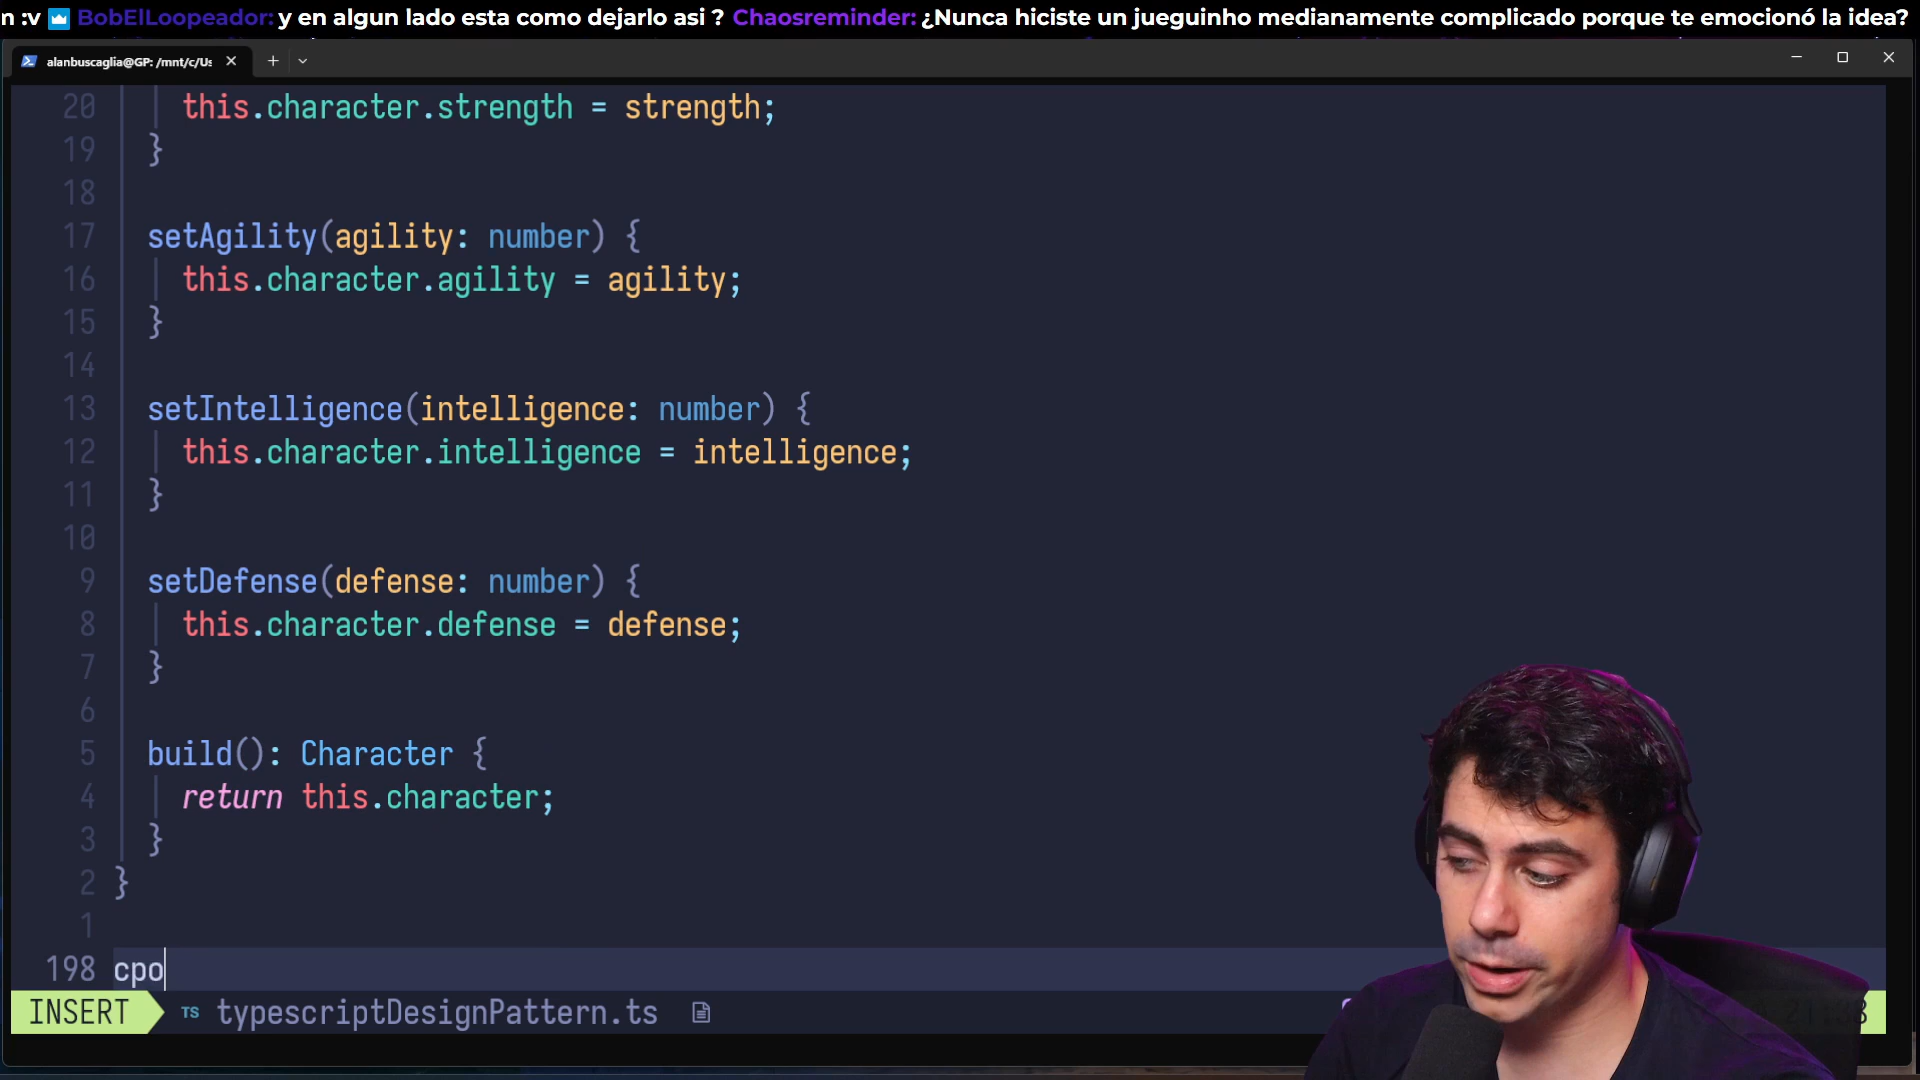 n :v BobElLoopeador: y en algun lado esta como dejarlo asi ? Chaosreminder: ¿Nunca hiciste un jueguinho medianamente complicado porque te emocionó la idea?
alanbuscaglia@GP: /mnt/c/Us
20 this.character.strength = strength;
19 }
18
17 setAgility(agility: number) {
16 this.character.agility = agility;
15 }
14
13 setIntelligence(intelligence: number) {
12 this.character.intelligence = intelligence;
11 }
10
9 setDefense(defense: number) {
8 this.character.defense = defense;
7 }
6
5 build(): Character {
4 return this.character;
3 }
2 }
1
198 cpo
INSERT TS typescriptDesignPattern.ts